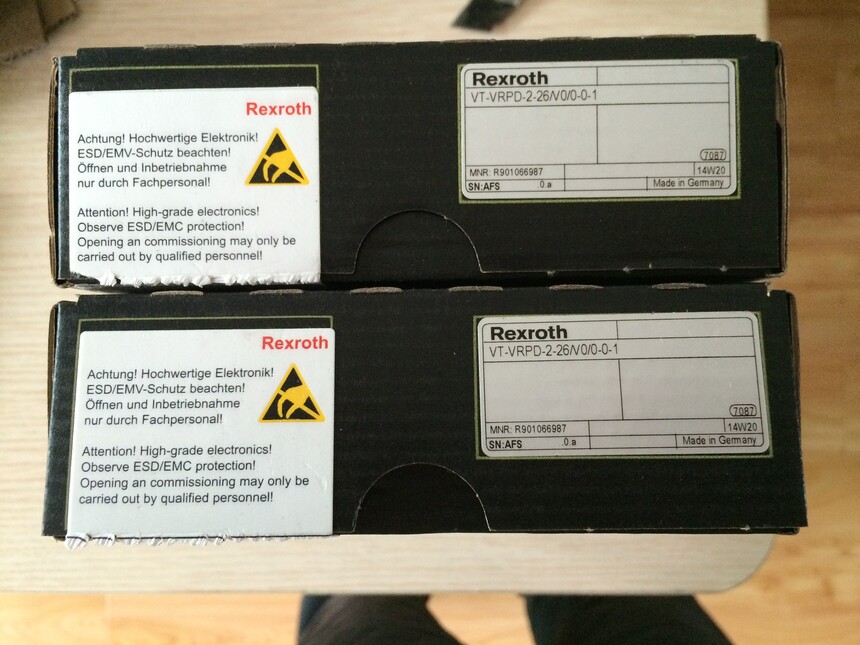 Rexroth
Achtung! Hochwertige Elektronik!
ESD/EMV-Schutz beachten!
Öffnen und Inbetriebnahme
nur durch Fachpersonal!
Attention! High-grade electronics!
Observe ESD/EMC protection!
Opening an commissioning may only be
carried out by qualified personnel!
Rexroth
VT-VRPD-2-26/V0/0-0-1
7087
MNR: R901066987 14W20
SN:AFS .0.a Made in Germany
Rexroth
Achtung! Hochwertige Elektronik!
ESD/EMV-Schutz beachten!
Öffnen und Inbetriebnahme
nur durch Fachpersonal!
Attention! High-grade electronics!
Observe ESD/EMC protection!
Opening an commissioning may only be
carried out by qualified personnel!
Rexroth
VT-VRPD-2-26/V0/0-0-1
7087
MNR: R901066987 14W20
SN:AFS .0.a Made in Germany